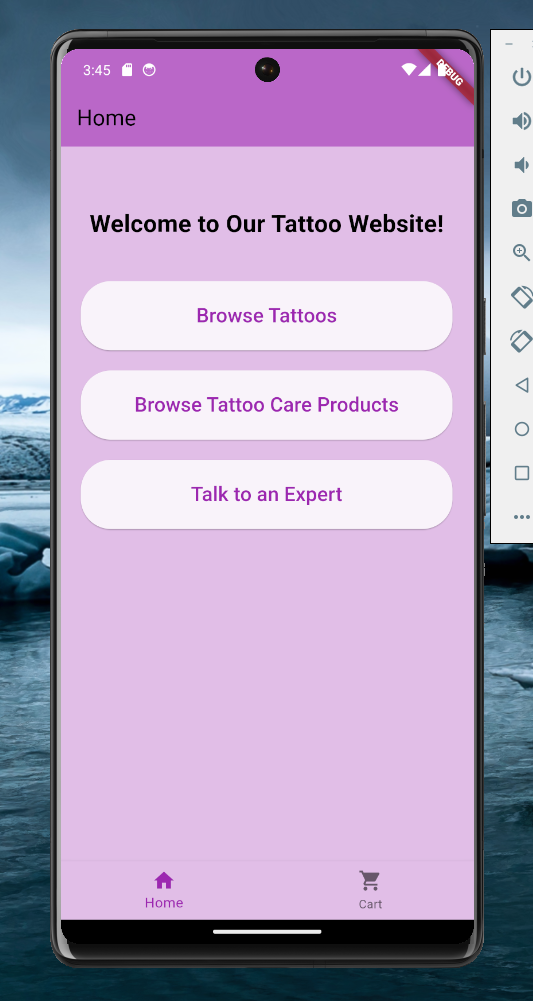 3:45
DEBUG
Home
Welcome to Our Tattoo Website!
Browse Tattoos
Browse Tattoo Care Products
Talk to an Expert
Home
Cart